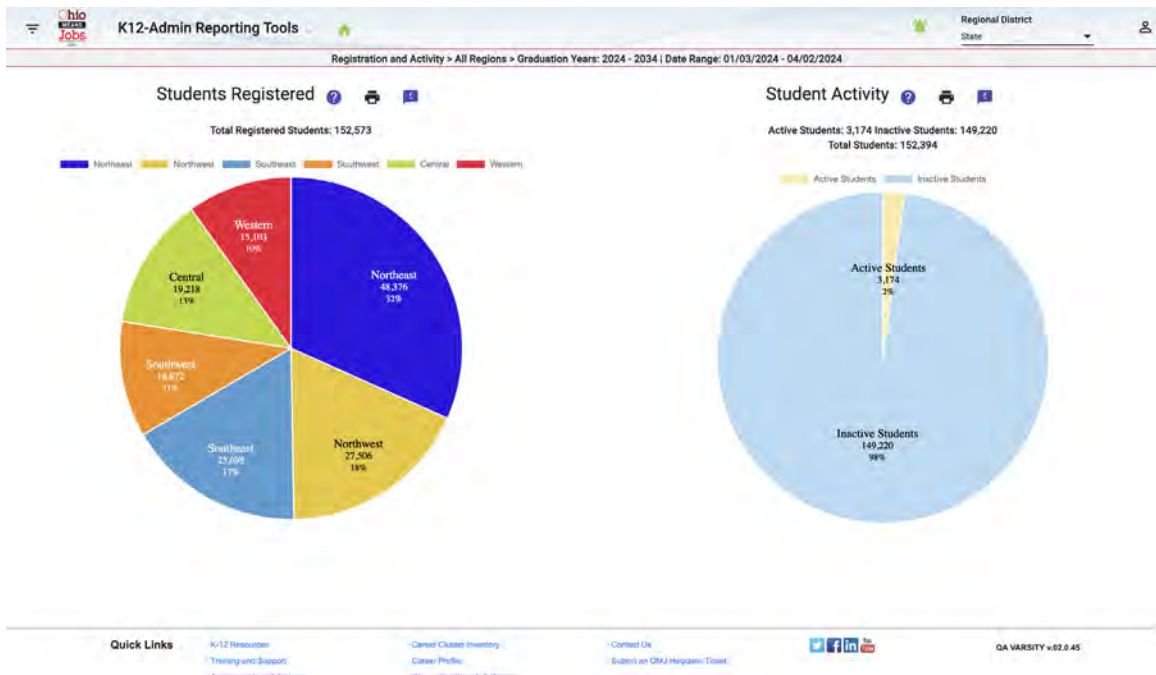 Ohio
MEANS
Jobs
K12-Admin Reporting Tools
Regional District
State
Registration and Activity > All Regions > Graduation Years: 2024 - 2034 | Date Range: 01/03/2024 - 04/02/2024
Students Registered
Total Registered Students: 152,573
Northeast Northwest Southeast Southwest Central Western
Western
15,103
10%
Northeast
48,376
32%
Central
19,218
13%
Southwest
11%
Southeast
17%
Northwest
27,506
18%
Student Activity
Active Students: 3,174 Inactive Students: 149,220
Total Students: 152,394
Active Students Inactive Students
Active Students
3,174
2%
Inactive Students
149,220
98%
Quick Links
K-12 Resources
Training and Support
Career Cluster Inventory
Career Profile
Contact Us
Submit an OMJ Helpdesk Ticket
You
Tube
QA VARSITY v.02.0.45